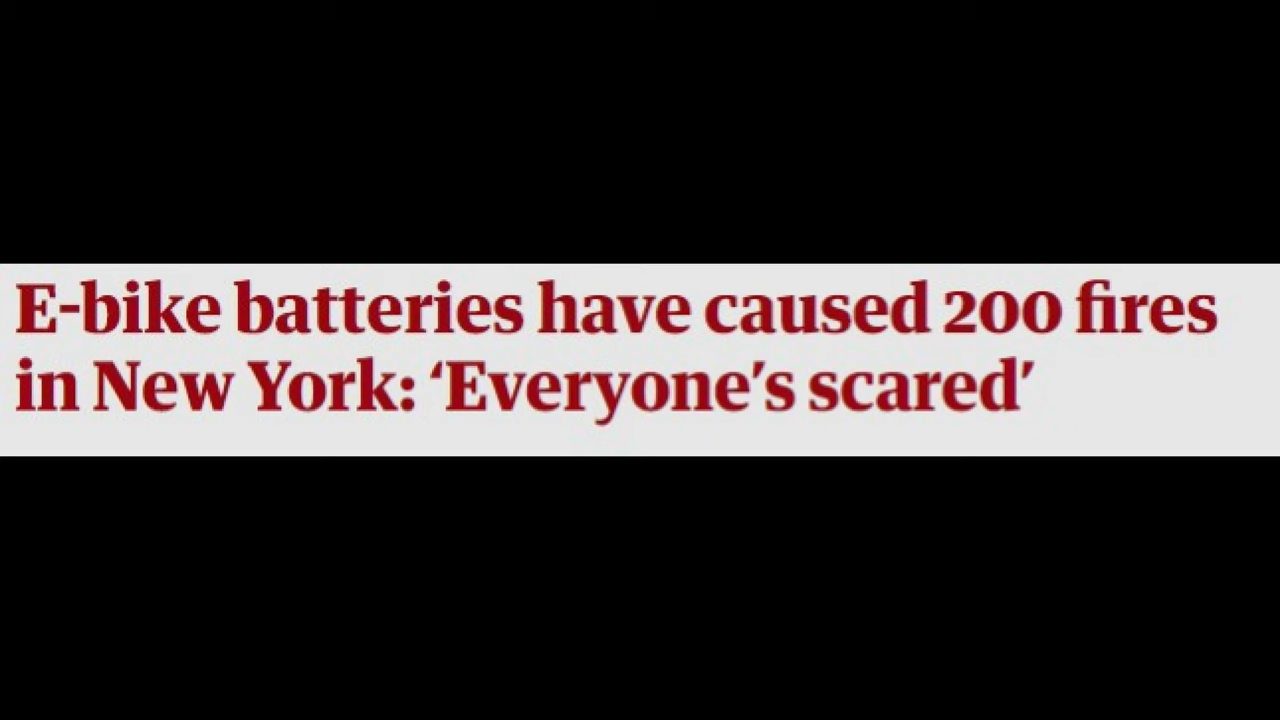 E-bike batteries have caused 200 fires
in New York: ‘Everyone’s scared’